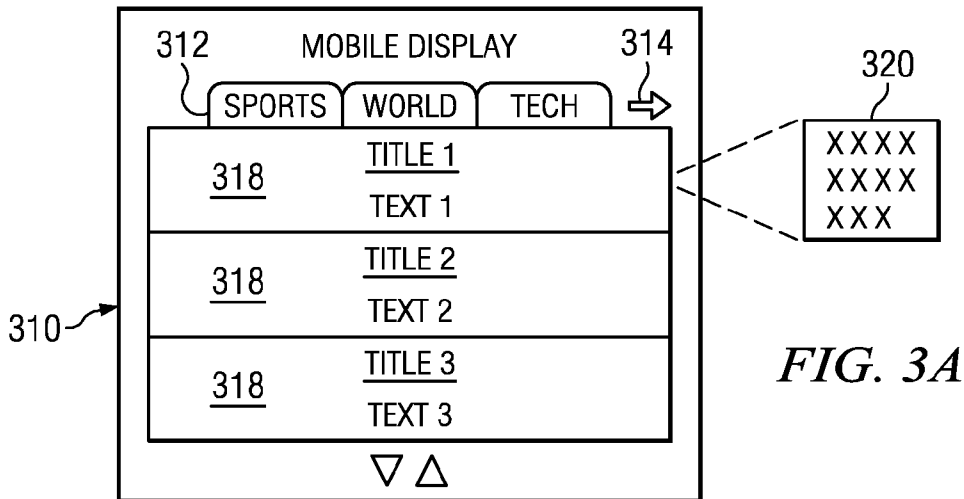 MOBILE DISPLAY
312
314
320
SPORTS WORLD TECH
TITLE 1
318
TEXT 1
XXXX
XXXX
XXX
TITLE 2
318
TEXT 2
310
TITLE 3
318
TEXT 3
FIG. 3A